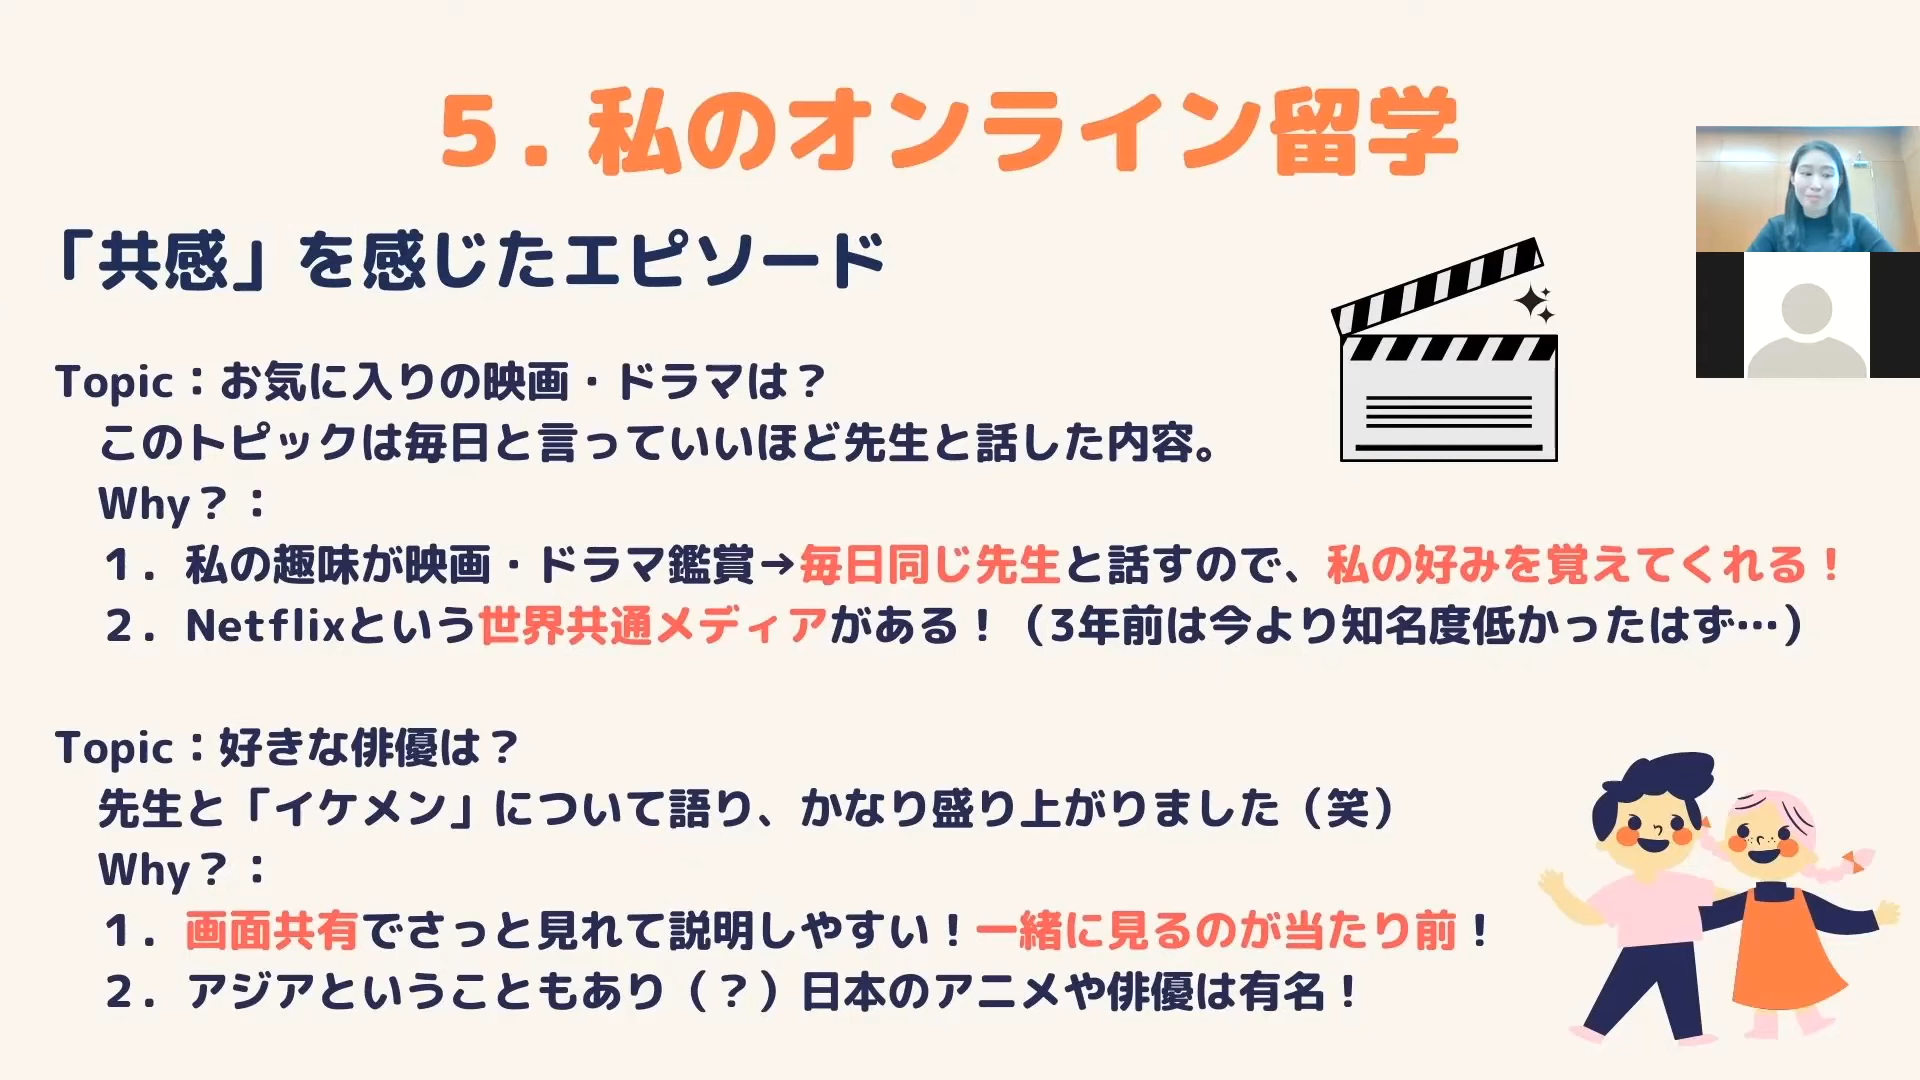 5．私のオンライン留学
「共感」を感じたエピソード
Topic：お気に入りの映画・ドラマは？
このトピックは毎日と言っていいほど先生と話した内容。
Why？：
１．私の趣味が映画・ドラマ鑑賞→毎日同じ先生と話すので、私の好みを覚えてくれる！
２．Netflixという世界共通メディアがある！（3年前は今より知名度低かったはず…）
Topic：好きな俳優は？
先生と「イケメン」について語り、かなり盛り上がりました（笑）
Why？：
１．画面共有でさっと見れて説明しやすい！一緒に見るのが当たり前！
２．アジアということもあり（？）日本のアニメや俳優は有名！